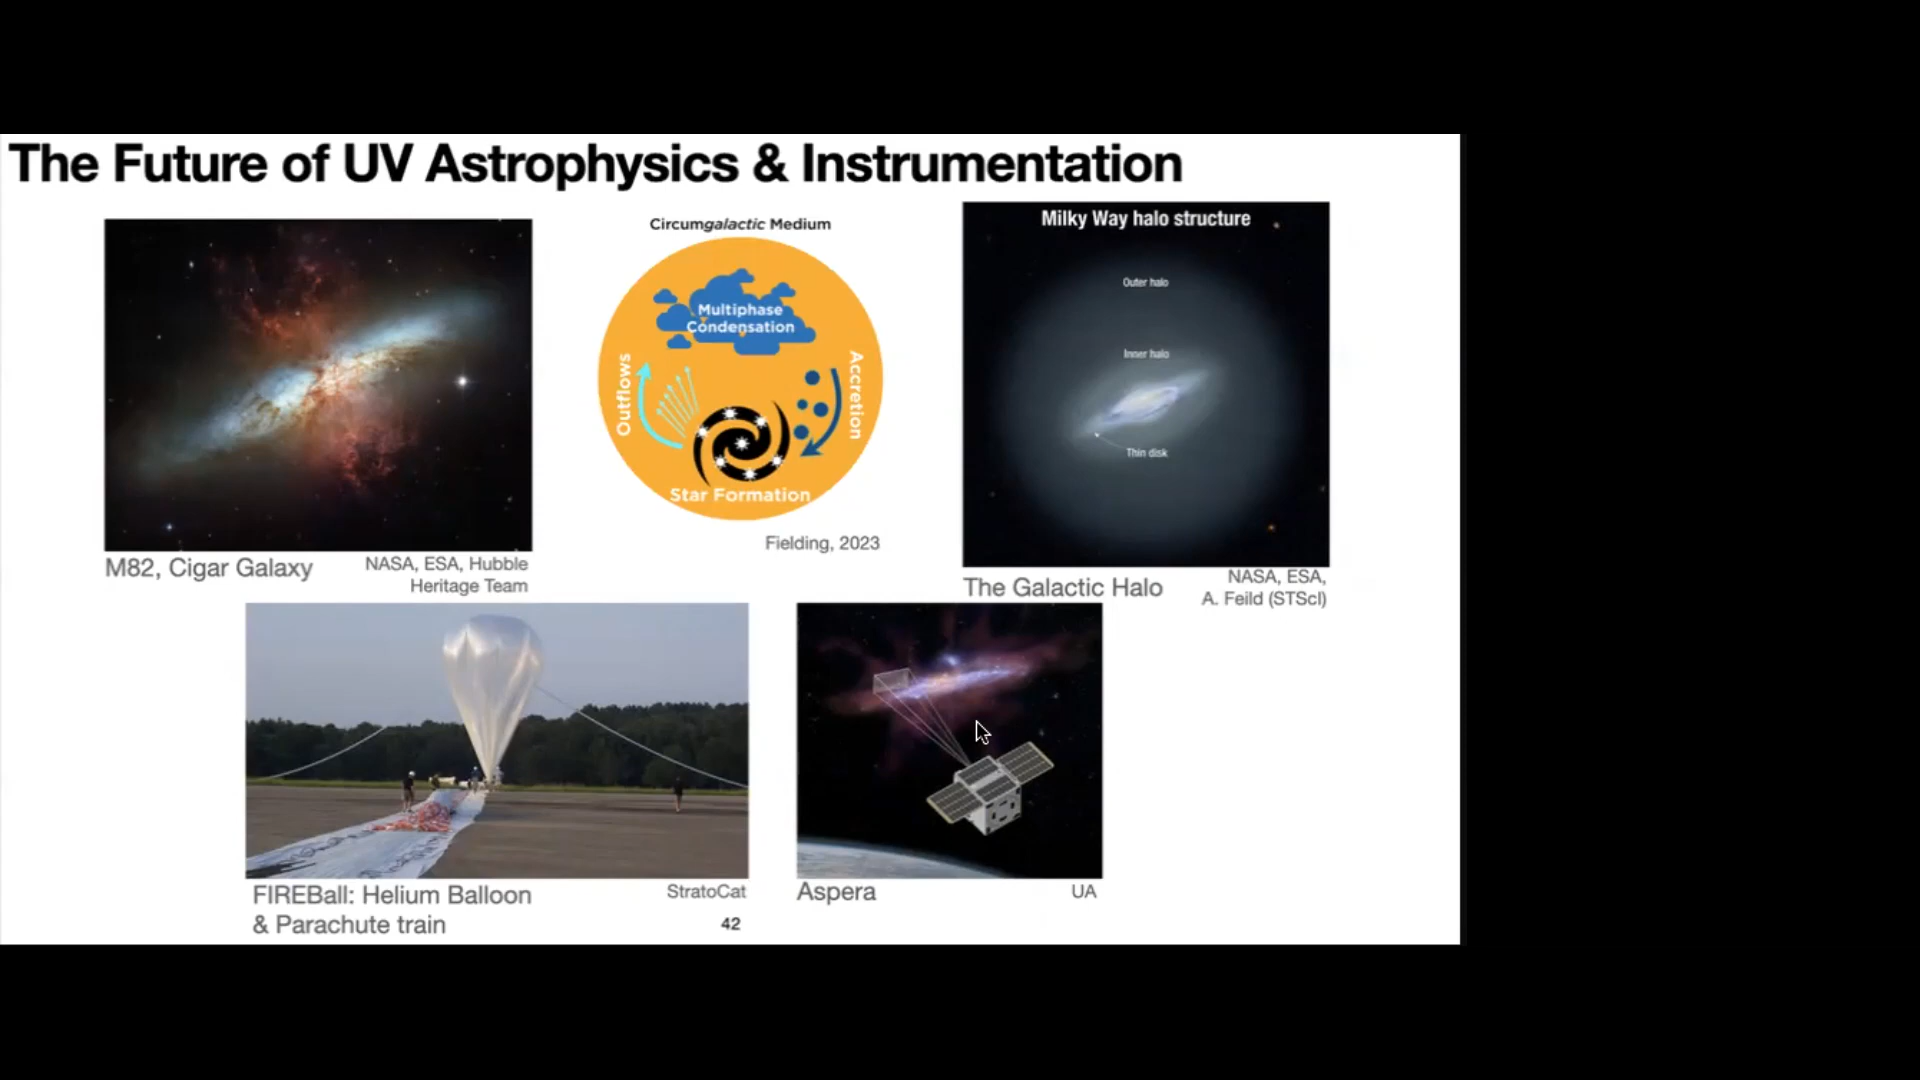 The Future of UV Astrophysics & Instrumentation
Circumgalactic Medium
Multiphase
Condensation
Outflows
Accretion
Star Formation
Fielding, 2023
Milky Way halo structure
Outer halo
Inner halo
Thin disk
M82, Cigar Galaxy
NASA, ESA, Hubble
Heritage Team
The Galactic Halo
NASA, ESA,
A. Feild (STScI)
FIREBall: Helium Balloon
& Parachute train
StratoCat
Aspera
UA
42